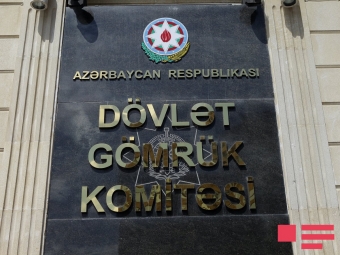 AZƏRBAYCAN RESPUBLİKASI
DÖVLƏT
GÖMRÜK
KOMİTƏSİ